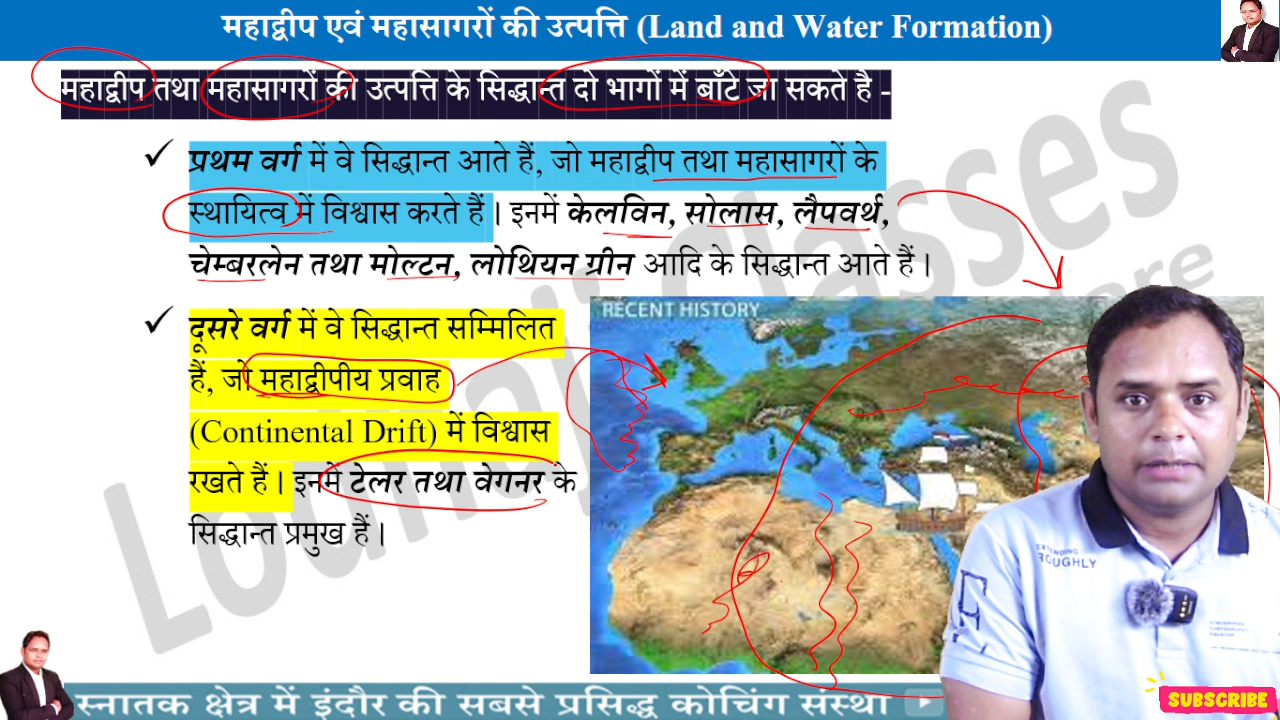 महाद्वीप एवं महासागरों की उत्पत्ति (Land and Water Formation)
महाद्वीप तथा महासागरों की उत्पत्ति के सिद्धान्त दो भागों में बाँटे जा सकते है -
✓ प्रथम वर्ग में वे सिद्धान्त आते हैं, जो महाद्वीप तथा महासागरों के
स्थायित्व में विश्वास करते हैं । इनमें केलविन, सोलास, लैपवर्थ,
चेम्बरलेन तथा मोल्टन, लोथियन ग्रीन आदि के सिद्धान्त आते हैं ।
RECENT HISTORY
✓ दूसरे वर्ग में वे सिद्धान्त सम्मिलित
हैं, जो महाद्वीपीय प्रवाह
(Continental Drift) में विश्वास
रखते हैं । इनमें टेलर तथा वेगनर के
सिद्धान्त प्रमुख हैं ।
EXTENDING
ROUGHLY
स्नातक क्षेत्र में इंदौर की सबसे प्रसिद्ध कोचिंग संस्था
SUBSCRIBE